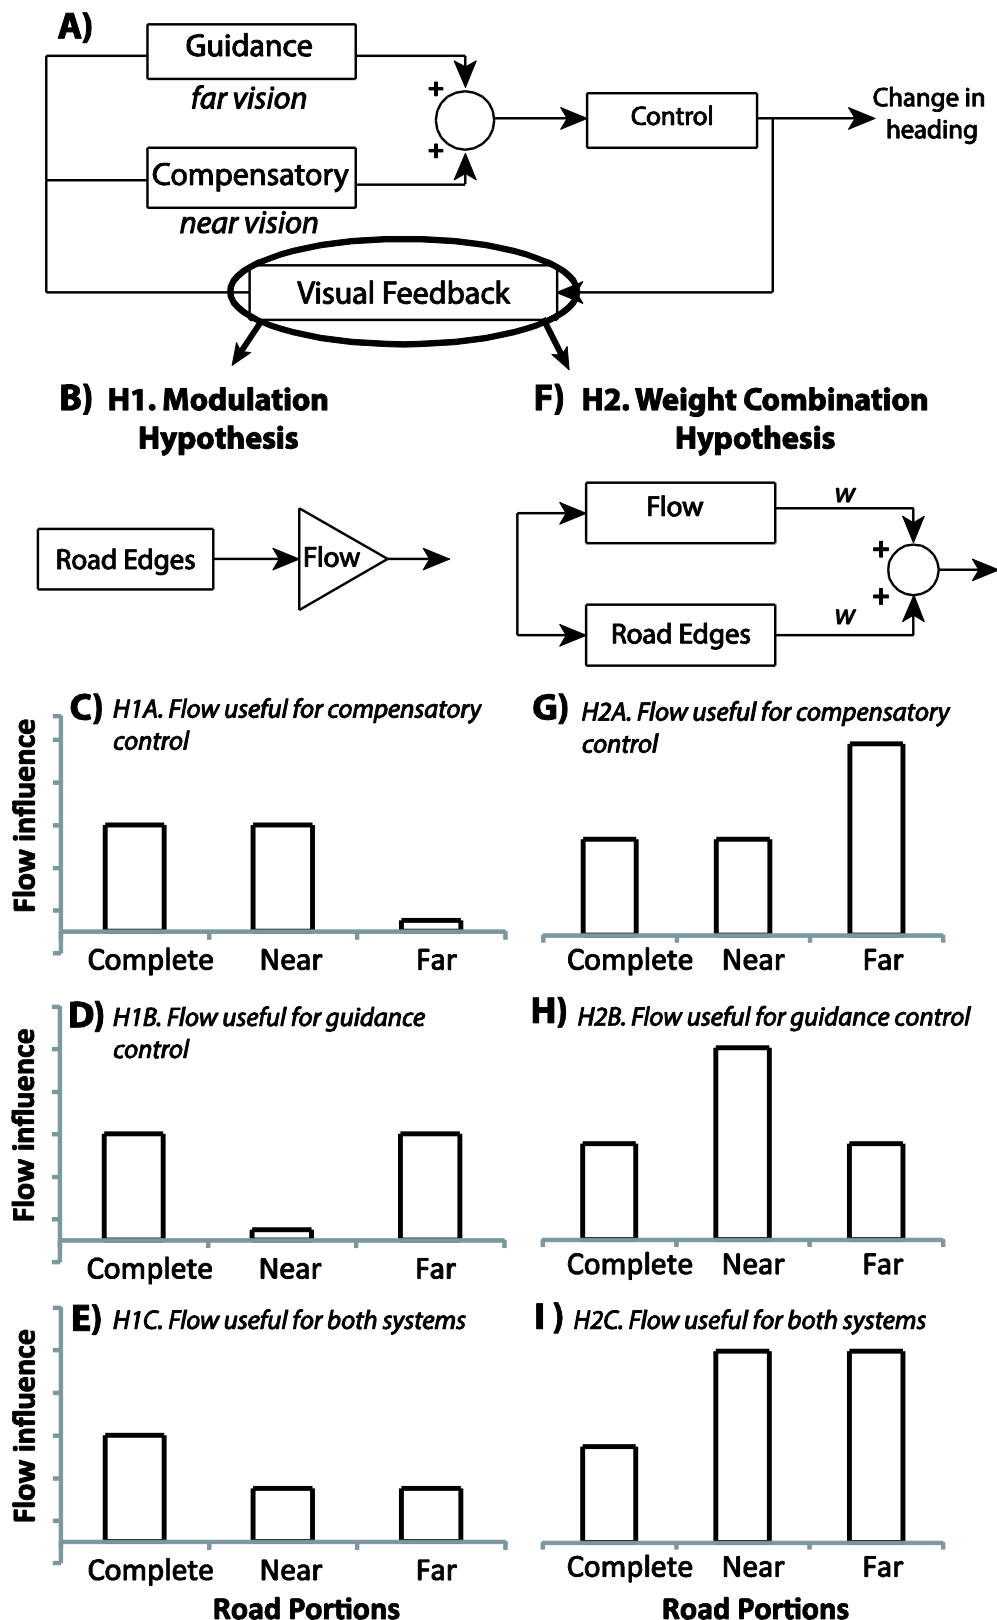 A)
Guidance
far vision
+
+
Compensatory
near vision
Control
Change in
heading
Visual Feedback
B) H1. Modulation
Hypothesis
Road Edges
Flow
F) H2. Weight Combination
Hypothesis
Flow
w
+
+
Road Edges
w
C) H1A. Flow useful for compensatory
control
Flow influence
Complete Near Far
G) H2A. Flow useful for compensatory
control
Complete Near Far
D) H1B. Flow useful for guidance
control
Flow influence
Complete Near Far
H) H2B. Flow useful for guidance control
Complete Near Far
E) H1C. Flow useful for both systems
Flow influence
Complete Near Far
Road Portions
I) H2C. Flow useful for both systems
Complete Near Far
Road Portions